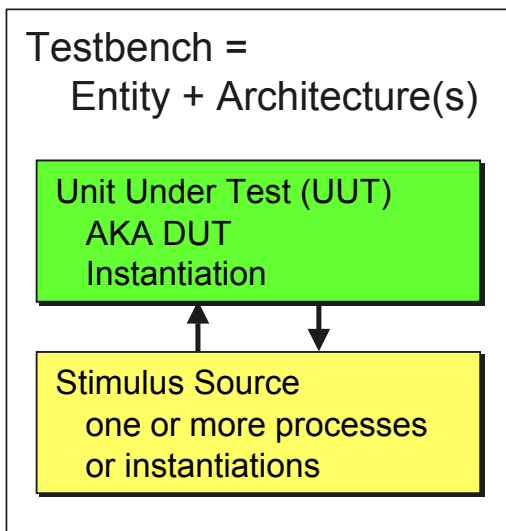 Testbench =
Entity + Architecture(s)
Unit Under Test (UUT)
AKA DUT
Instantiation
Stimulus Source
one or more processes
or instantiations